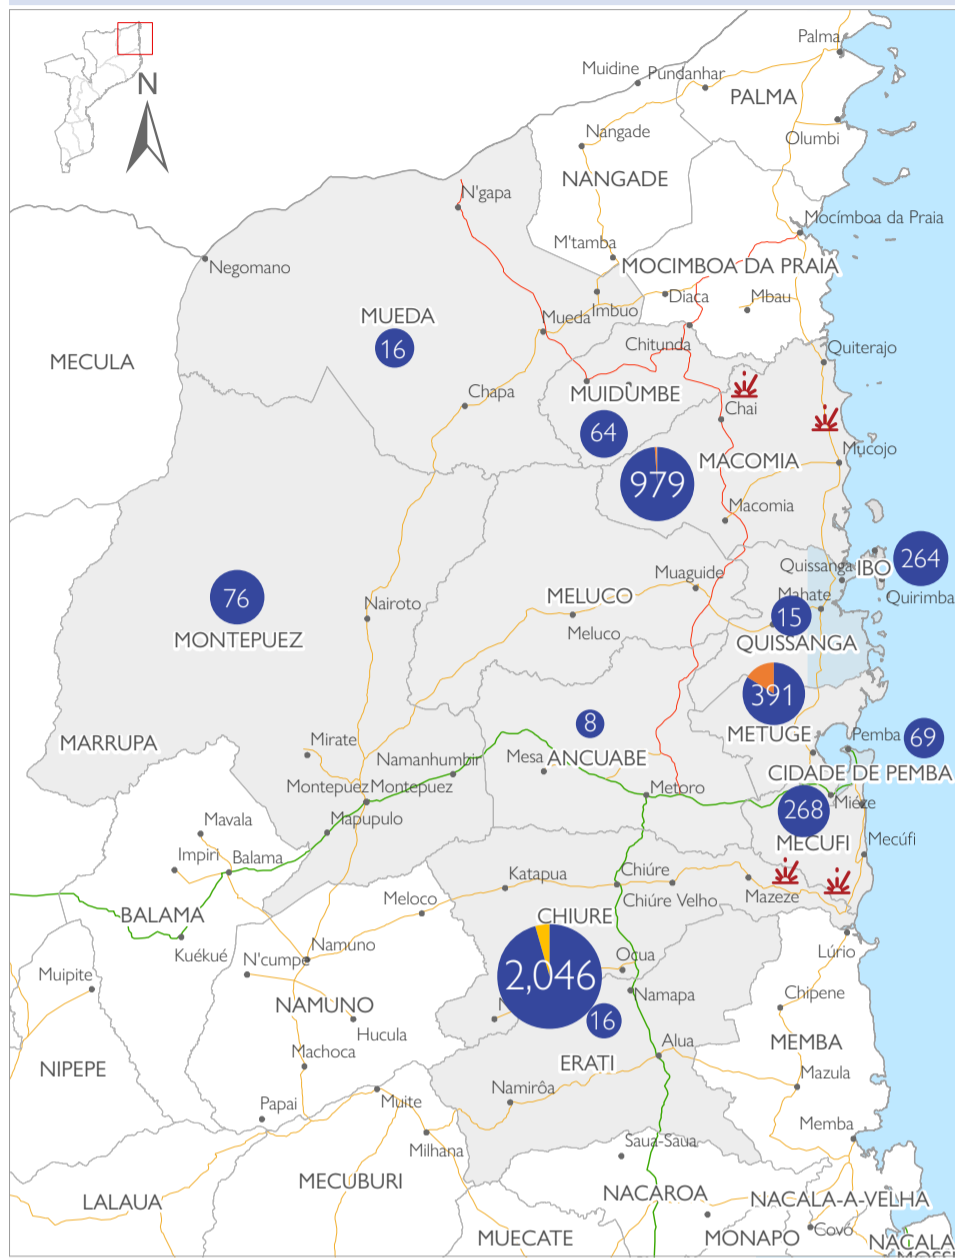 Palma
N
Muidine
Pundanhar
PALMA
Nangade
Olumbi
NANGADE
N'gapa
Mocímboa da Praia
M'tamba
Negomano
MOCIMBOA DA PRAIA
Diaca
Mbau
Imbuo
MUEDA
Mueda
16
Chitunda
Quiterajo
MECULA
Chapa
MUIDUMBE
Chai
64
Mucojo
MACOMIA
979
Macomia
264
Quissanga
IBO
Muaguide
76
MELUCO
Mahate
Quirimba
Nairoto
15
Meluco
MONTEPUEZ
QUISSANGA
391
8
METUGE
Pemba
69
MARRUPA
Mirate
Namanhumbir
Mesa
ANCUABE
CIDADE DE PEMBA
Montepuez
Montepuez
Metoro
268
Miéze
Mavala
Mapupulo
MECUFI
Mecúfi
Impiri
Balama
Katapua
Chiúre
Meloco
Chiúre Velho
Mazeze
BALAMA
CHIURE
Kuékué
Namuno
Lúrio
N'cumpe
Ocua
Muipite
2,046
Namapa
Chipene
NAMUNO
N
16
Hucula
Alua
MEMBA
Machoca
ERATI
NIPEPE
Mazula
Namirôa
Papai
Muite
Memba
Milhana
Saua-Saua
MECUBURI
LALAUA
NACAROA
NACALA-A-VELHA
MUECATE
MONAPO
Covo
NACALA
MOSSU